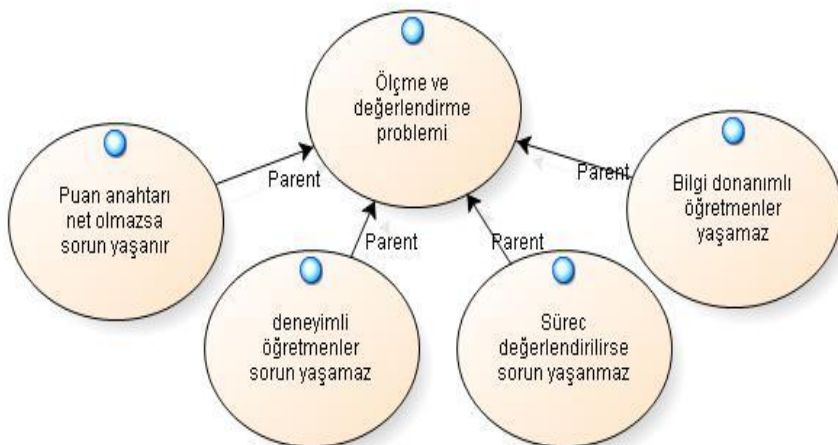 Ölçme ve
değerlendirme
problemi
Puan anahtarı
net olmazsa
sorun yaşanır
Parent
deneyimli
öğretmenler
sorun yaşamaz
Parent
Sürec
değerlendirilirse
sorun yaşanmaz
Parent
Bilgi donanımlı
öğretmenler
yaşamaz
Parent